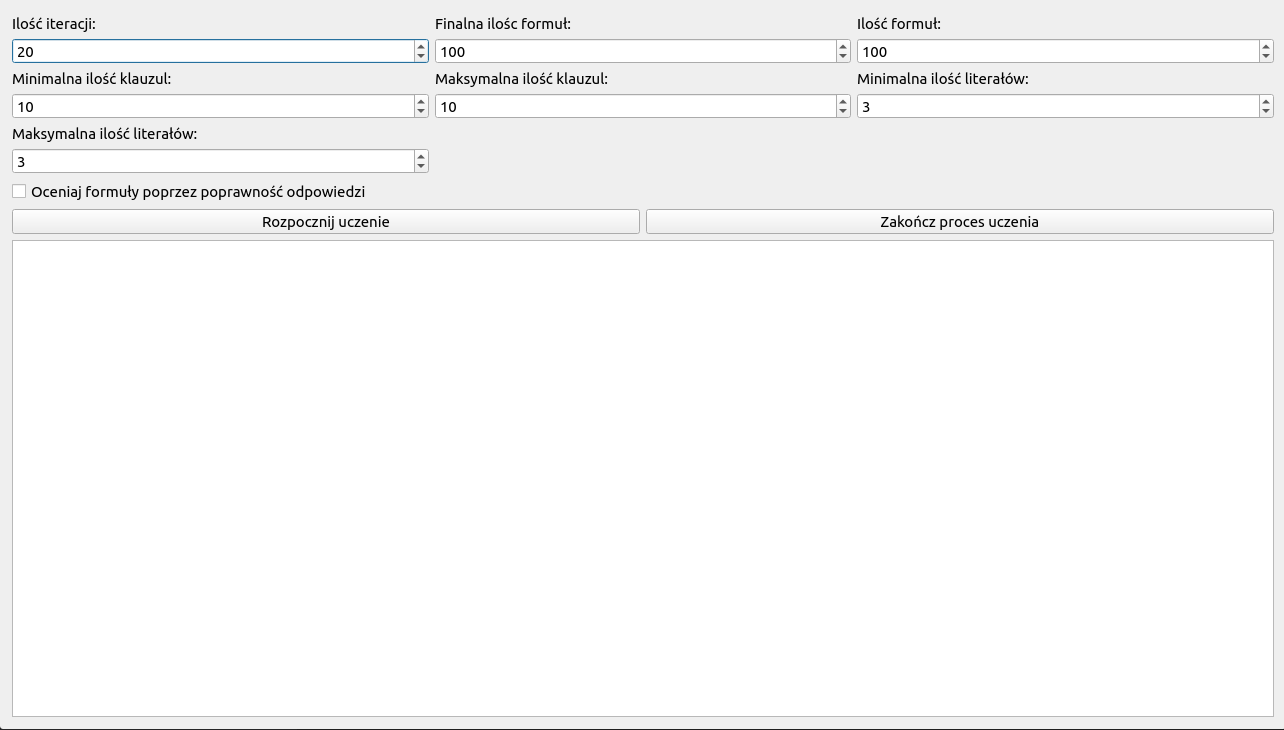 Ilość iteracji: Finalna ilośc formuł: Ilość formuł:
20 100 100
Minimalna ilość klauzul: Maksymalna ilość klauzul: Minimalna ilość literałów:
10 10 3
Maksymalna ilość literałów:
3
Oceniaj formuły poprzez poprawność odpowiedzi
Rozpocznij uczenie Zakończ proces uczenia